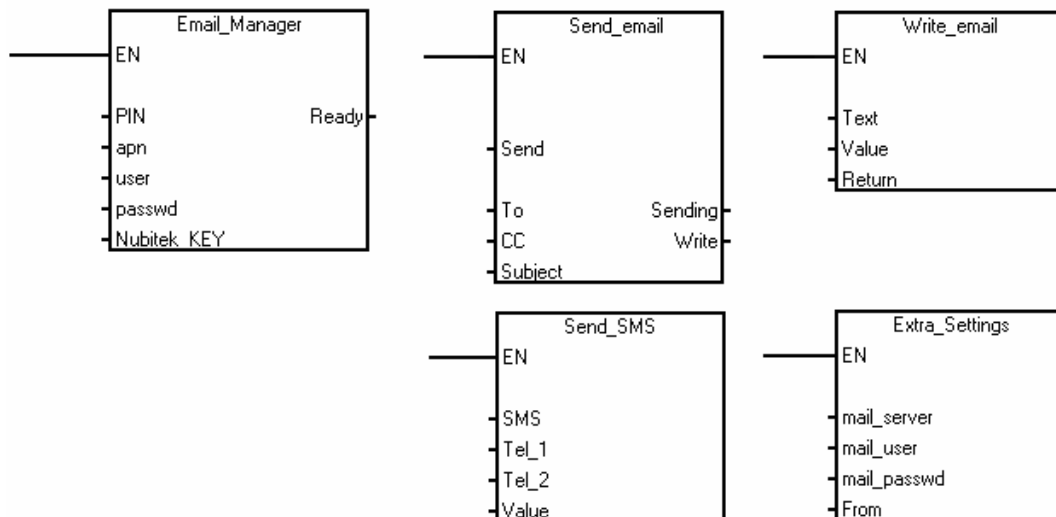 Email_Manager
EN
PIN
Ready
apn
user
passwd
Nubitek_KEY
Send_email
EN
Send
To
Sending
CC
Write
Subject
Write_email
EN
Text
Value
Return
Send_SMS
EN
SMS
Tel_1
Tel_2
Value
Extra_Settings
EN
mail_server
mail_user
mail_passwd
From